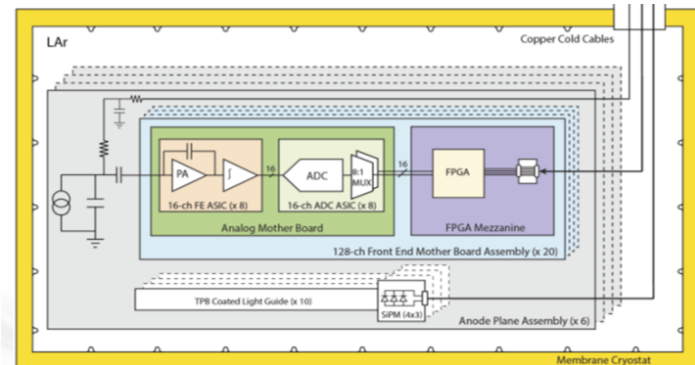 LAr
Copper Cold Cables
PA
∫
16
ADC
8:1
MUX
16
FPGA
16-ch FE ASIC (x 8)
16-ch ADC ASIC (x 8)
Analog Mother Board
FPGA Mezzanine
128-ch Front End Mother Board Assembly (x 20)
TPB Coated Light Guide (x 10)
SiPM (4x3)
Anode Plane Assembly (x 6)
Membrane Cryostat